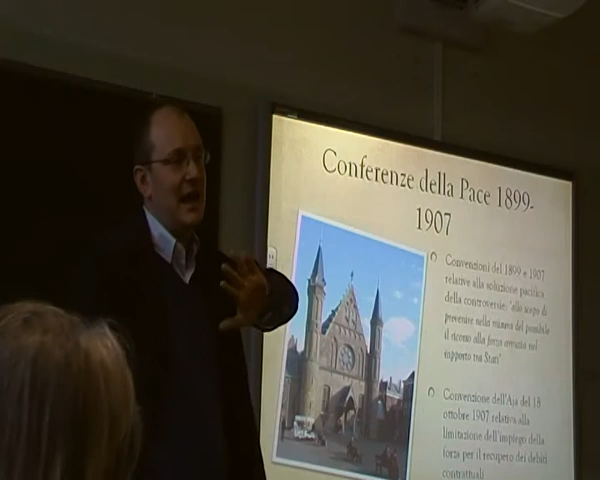 Conferenze della Pace 1899-
1907
Convenzioni del 1899 e 1907
relative alla soluzione pacifica
della controversie: "allo scopo di
prevenire nella misura del possibile
il ricorso alla forza armata nel
rapporto tra Stati"
Convenzione dell'Aja del 18
ottobre 1907 relativa alla
limitazione dell'impiego della
forza per il recupero dei debiti
contrattuali